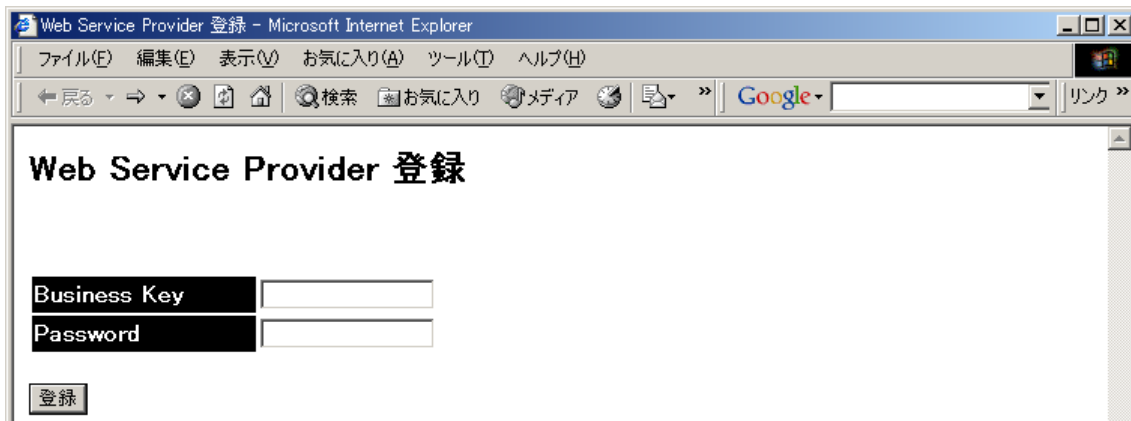 Web Service Provider 登録 - Microsoft Internet Explorer
ファイル(F) 編集(E) 表示(V) お気に入り(A) ツール(T) ヘルプ(H)
戻る 検索 お気に入り メディア » Google リンク »
Web Service Provider 登録
Business Key
Password
登録